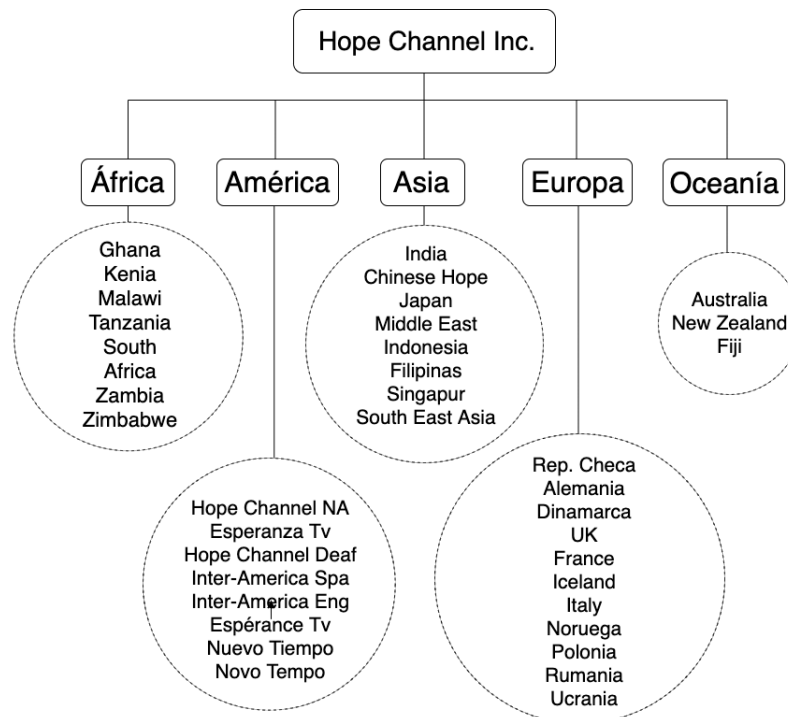 Hope Channel Inc.
África
América
Asia
Europa
Oceanía
Ghana
Kenia
Malawi
Tanzania
South
Africa
Zambia
Zimbabwe
India
Chinese Hope
Japan
Middle East
Indonesia
Filipinas
Singapur
South East Asia
Australia
New Zealand
Fiji
Hope Channel NA
Esperanza Tv
Hope Channel Deaf
Inter-America Spa
Inter-America Eng
Espérance Tv
Nuevo Tiempo
Novo Tempo
Rep. Checa
Alemania
Dinamarca
UK
France
Iceland
Italy
Noruega
Polonia
Rumania
Ucrania